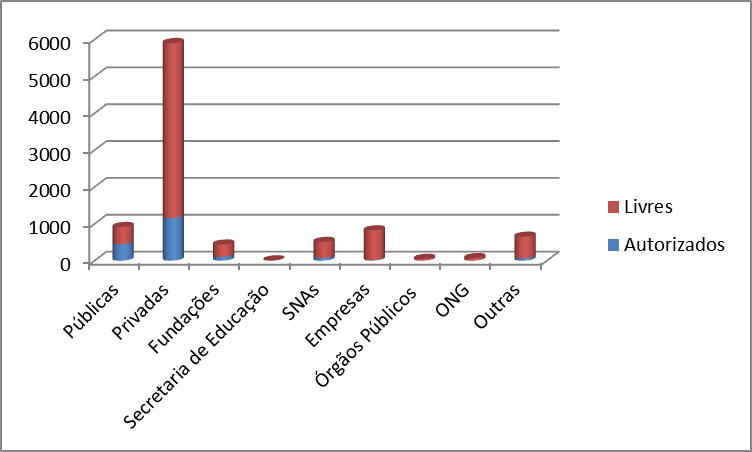 6000
5000
4000
3000
2000
1000
0
Públicas
Privadas
Fundações
Secretaria de Educação
SNAs
Empresas
Órgãos Públicos
ONG
Outras
Livres
Autorizados